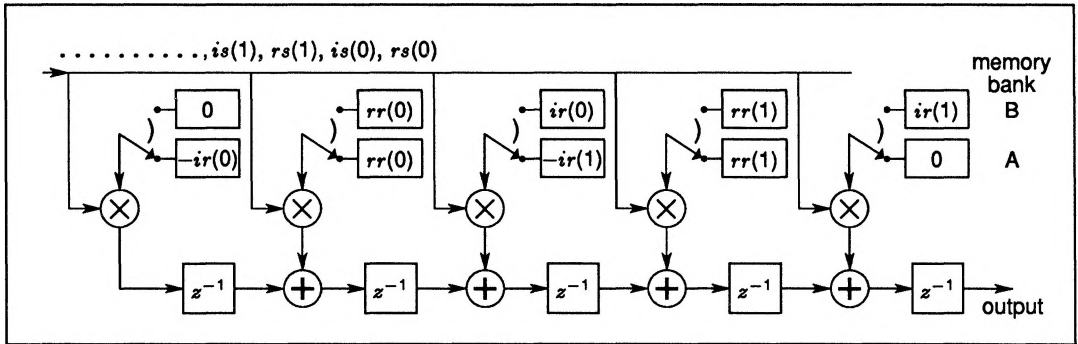 . . . . . . . . . . , is(1), rs(1), is(0), rs(0)
memory
bank
0 rr(0) ir(0) rr(1) ir(1) B
−ir(0) rr(0) −ir(1) rr(1) 0 A
× × × × ×
z⁻¹ + z⁻¹ + z⁻¹ + z⁻¹ + z⁻¹
output